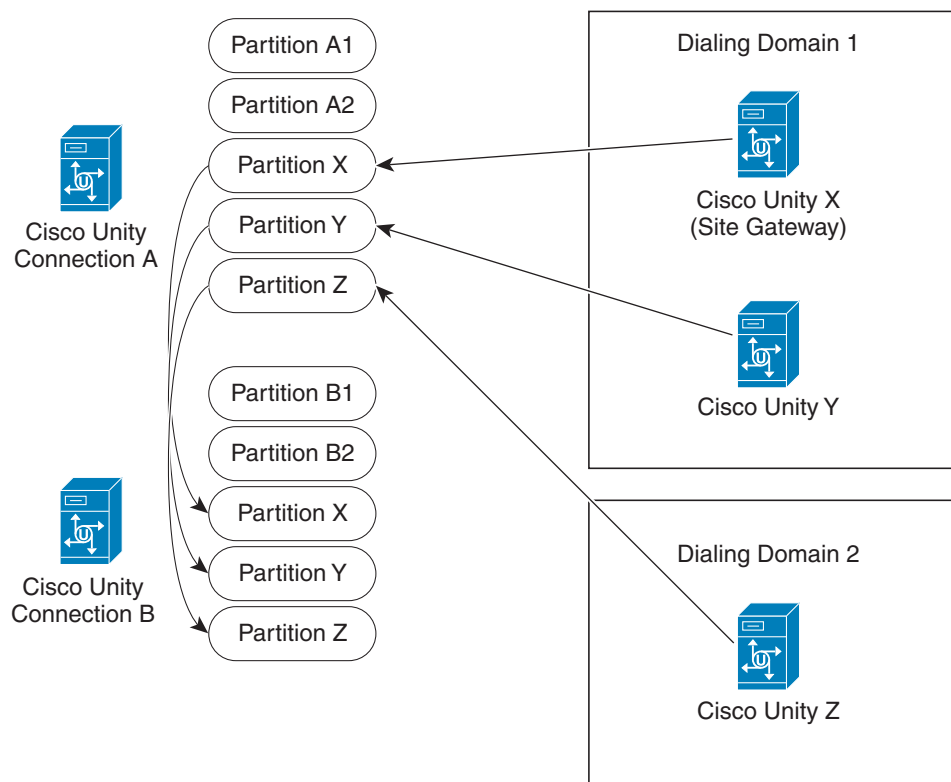 Partition A1
Partition A2
Partition X
Partition Y
Partition Z
Cisco Unity
Connection A
Partition B1
Partition B2
Partition X
Partition Y
Partition Z
Cisco Unity
Connection B
Dialing Domain 1
Cisco Unity X
(Site Gateway)
Cisco Unity Y
Dialing Domain 2
Cisco Unity Z
U
U
U
U
U